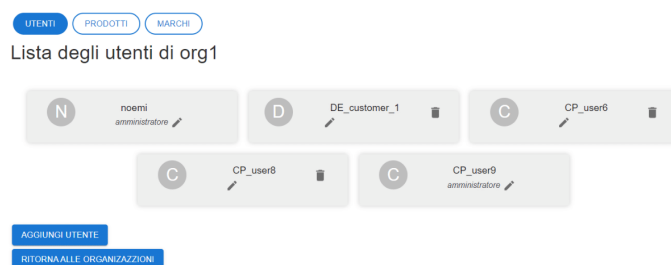 UTENTI PRODOTTI MARCHI
Lista degli utenti di org1
N noemi D DE_customer_1 C CP_user6
amministratore
C CP_user8 C CP_user9
amministratore
AGGIUNGI UTENTE
RITORNA ALLE ORGANIZAZZIONI